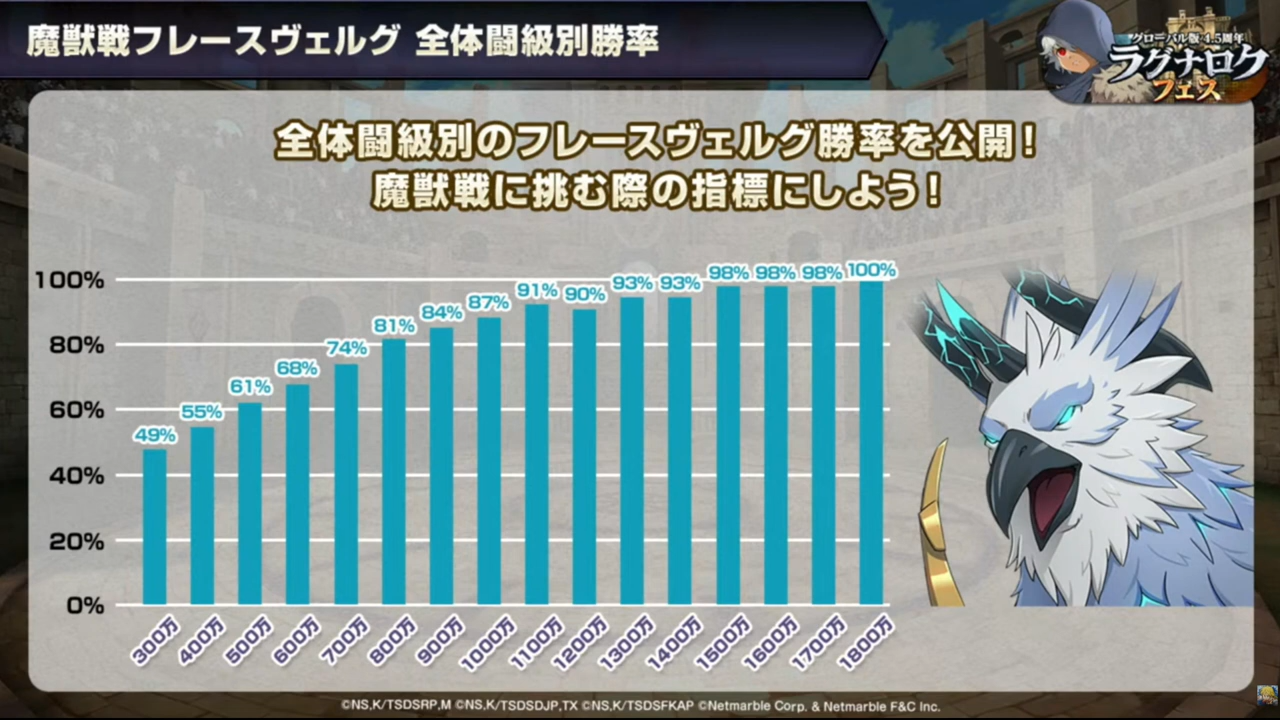 魔獣戦フレースヴェルグ 全体闘級別勝率
グローバル版 4.5周年
ラグナロク
フェス
全体闘級別のフレースヴェルグ勝率を公開！
魔獣戦に挑む際の指標にしよう！
100%
80%
60%
40%
20%
0%
49%
55%
61%
68%
74%
81%
84%
87%
91%
90%
93%
93%
98%
98%
98%
100%
300万
400万
500万
600万
700万
800万
900万
1000万
1100万
1200万
1300万
1400万
1500万
1600万
1700万
1800万
©NS,K/TSDSRP,M ©NS,K/TSDSDJP,TX ©NS,K/TSDSFKAP ©Netmarble Corp. & Netmarble F&C Inc.